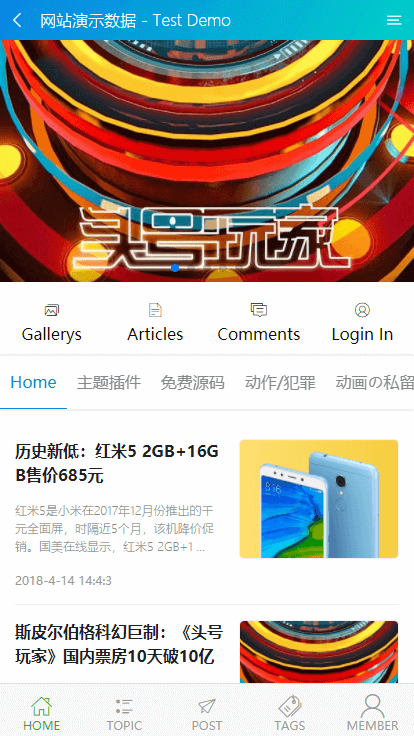 网站演示数据 - Test Demo
头号玩家
Gallerys Articles Comments Login In
Home 主题插件 免费源码 动作/犯罪 动画の私留
历史新低：红米5 2GB+16G
B售价685元
红米5是小米在2017年12月份推出的千
元全面屏，时隔近5个月，该机降价促
销。国美在线显示，红米5 2GB+1 ...
2018-4-14 14:4:3
斯皮尔伯格科幻巨制：《头号
玩家》国内票房10天破10亿
HOME TOPIC POST TAGS MEMBER